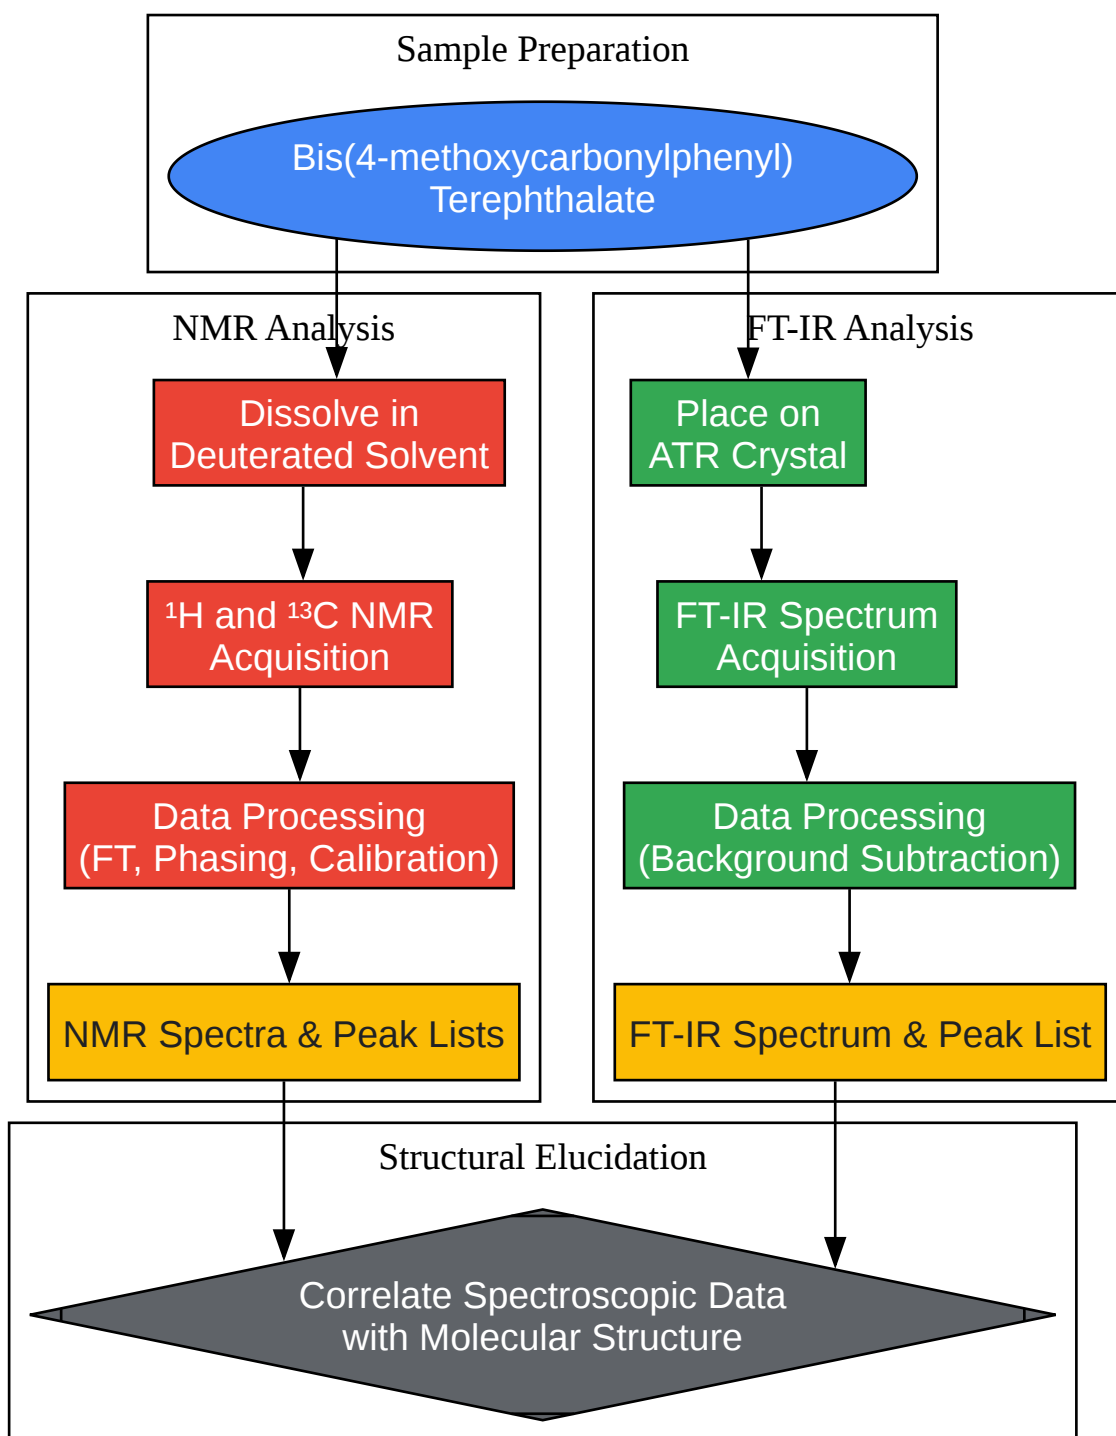 Sample Preparation
Bis(4-methoxycarbonylphenyl)
Terephthalate
NMR Analysis
Dissolve in
Deuterated Solvent
¹H and ¹³C NMR
Acquisition
Data Processing
(FT, Phasing, Calibration)
NMR Spectra & Peak Lists
FT-IR Analysis
Place on
ATR Crystal
FT-IR Spectrum
Acquisition
Data Processing
(Background Subtraction)
FT-IR Spectrum & Peak List
Structural Elucidation
Correlate Spectroscopic Data
with Molecular Structure